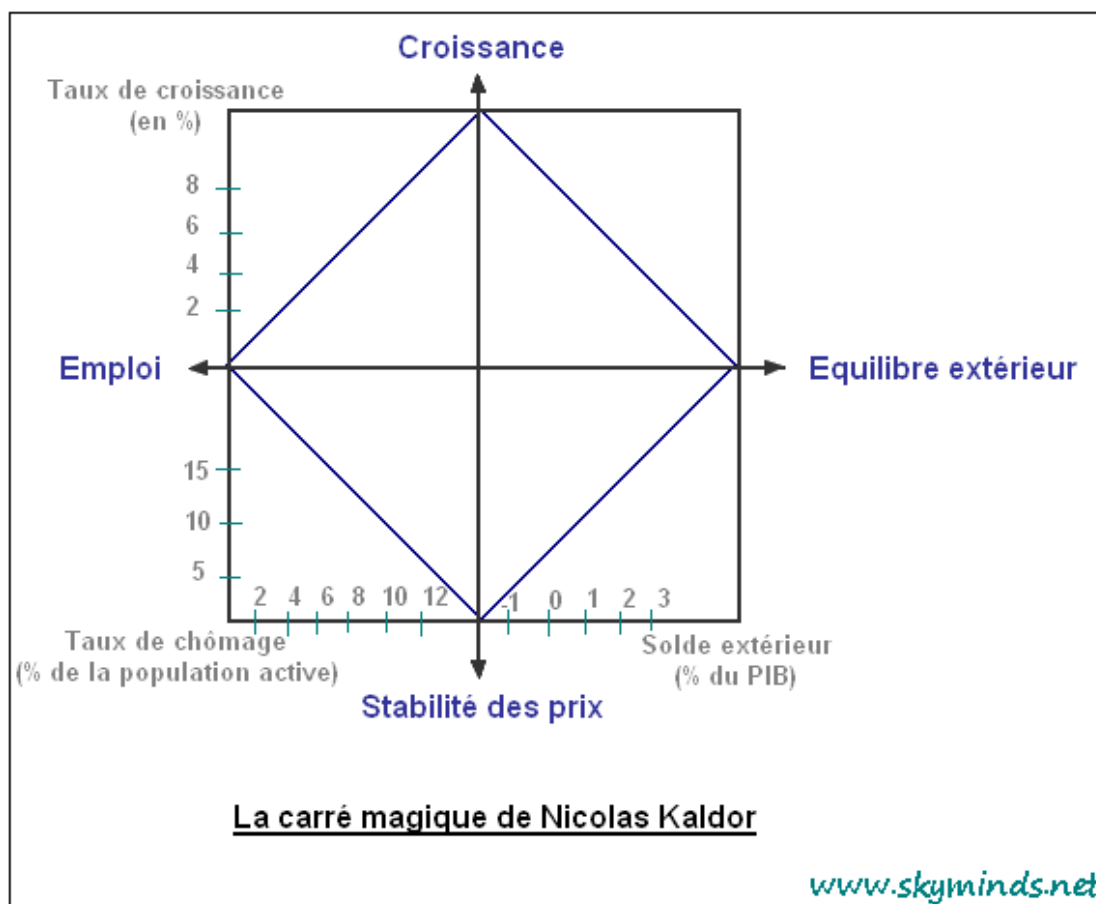 Croissance
Taux de croissance
(en %)
8
6
4
2
Emploi
Equilibre extérieur
15
10
5
2 4 6 8 10 12 -1 0 1 2 3
Taux de chômage
(% de la population active)
Solde extérieur
(% du PIB)
Stabilité des prix
La carré magique de Nicolas Kaldor
www.skyminds.net